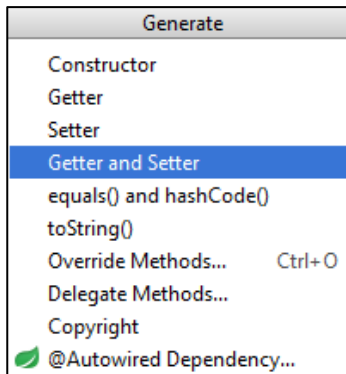 Generate
Constructor
Getter
Setter
Getter and Setter
equals() and hashCode()
toString()
Override Methods... Ctrl+O
Delegate Methods...
Copyright
@Autowired Dependency...